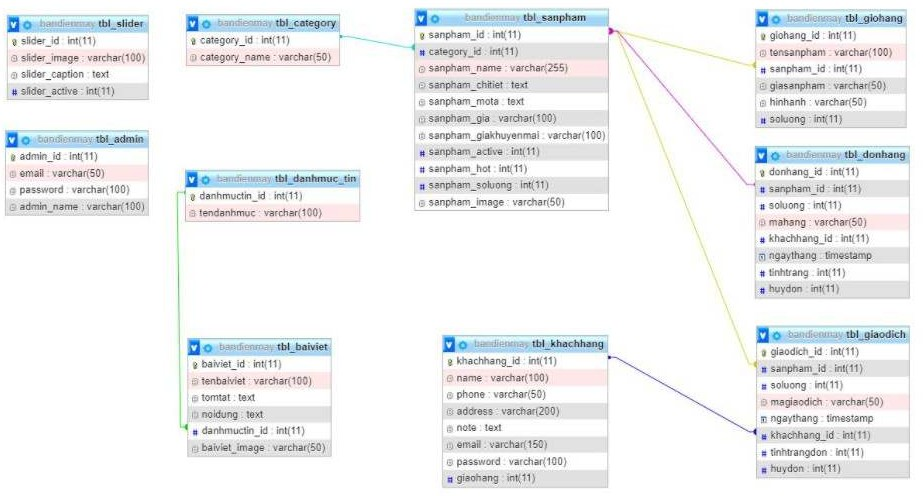 bandienmay tbl_slider
slider_id : int(11)
slider_image : varchar(100)
slider_caption : text
slider_active : int(11)
bandienmay tbl_category
category_id : int(11)
category_name : varchar(50)
bandienmay tbl_sanpham
sanpham_id : int(11)
category_id : int(11)
sanpham_name : varchar(255)
sanpham_chitiet : text
sanpham_mota : text
sanpham_gia : varchar(100)
sanpham_giakhuyenmai : varchar(100)
sanpham_active : int(11)
sanpham_hot : int(11)
sanpham_soluong : int(11)
sanpham_image : varchar(50)
bandienmay tbl_giohang
giohang_id : int(11)
tensanpham : varchar(100)
sanpham_id : int(11)
giasanpham : varchar(50)
hinhanh : varchar(50)
soluong : int(11)
bandienmay tbl_admin
admin_id : int(11)
email : varchar(50)
password : varchar(100)
admin_name : varchar(100)
bandienmay tbl_danhmuc_tin
danhmuctin_id : int(11)
tendanhmuc : varchar(100)
bandienmay tbl_donhang
donhang_id : int(11)
sanpham_id : int(11)
soluong : int(11)
mahang : varchar(50)
khachhang_id : int(11)
ngaythang : timestamp
tinhtrang : int(11)
huydon : int(11)
bandienmay tbl_baiviet
baiviet_id : int(11)
tenbaiviet : varchar(100)
tomtat : text
noidung : text
danhmuctin_id : int(11)
baiviet_image : varchar(50)
bandienmay tbl_khachhang
khachhang_id : int(11)
name : varchar(100)
phone : varchar(50)
address : varchar(200)
note : text
email : varchar(150)
password : varchar(100)
giaohang : int(11)
bandienmay tbl_giaodich
giaodich_id : int(11)
sanpham_id : int(11)
soluong : int(11)
magiaodich : varchar(50)
ngaythang : timestamp
khachhang_id : int(11)
tinhtrangdon : int(11)
huydon : int(11)